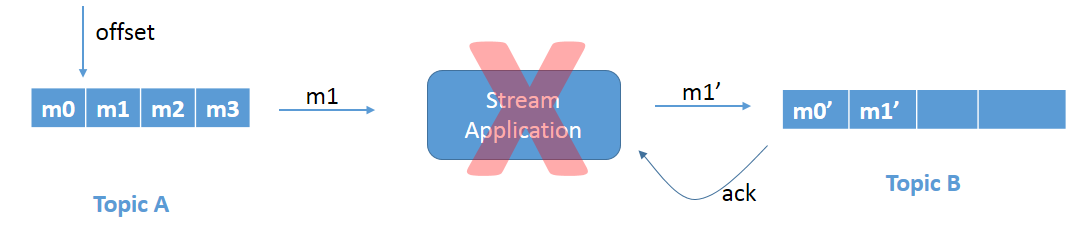 offset
m0 m1 m2 m3
m1
Stream
Application
m1’
m0’ m1’
ack
Topic A
Topic B